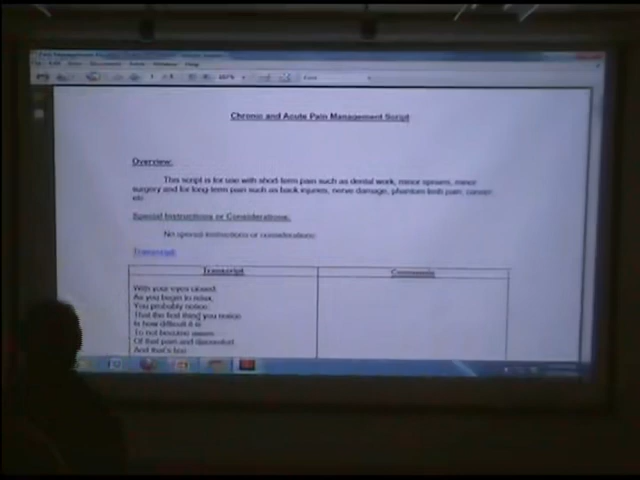 Chronic and Acute Pain Management Script
Overview:
This script is for use with short-term pain such as dental work, minor sprains, minor
surgery and for long-term pain such as back injuries, nerve damage, phantom limb pain, cancer
etc
Special Instructions or Considerations:
No special instructions or considerations
Transcript:
Transcript
Comments
With your eyes closed
As you begin to relax,
You probably notice
That the first thing you notice
Is how difficult it is
To not become aware
Of that pain and discomfort
And that's fine